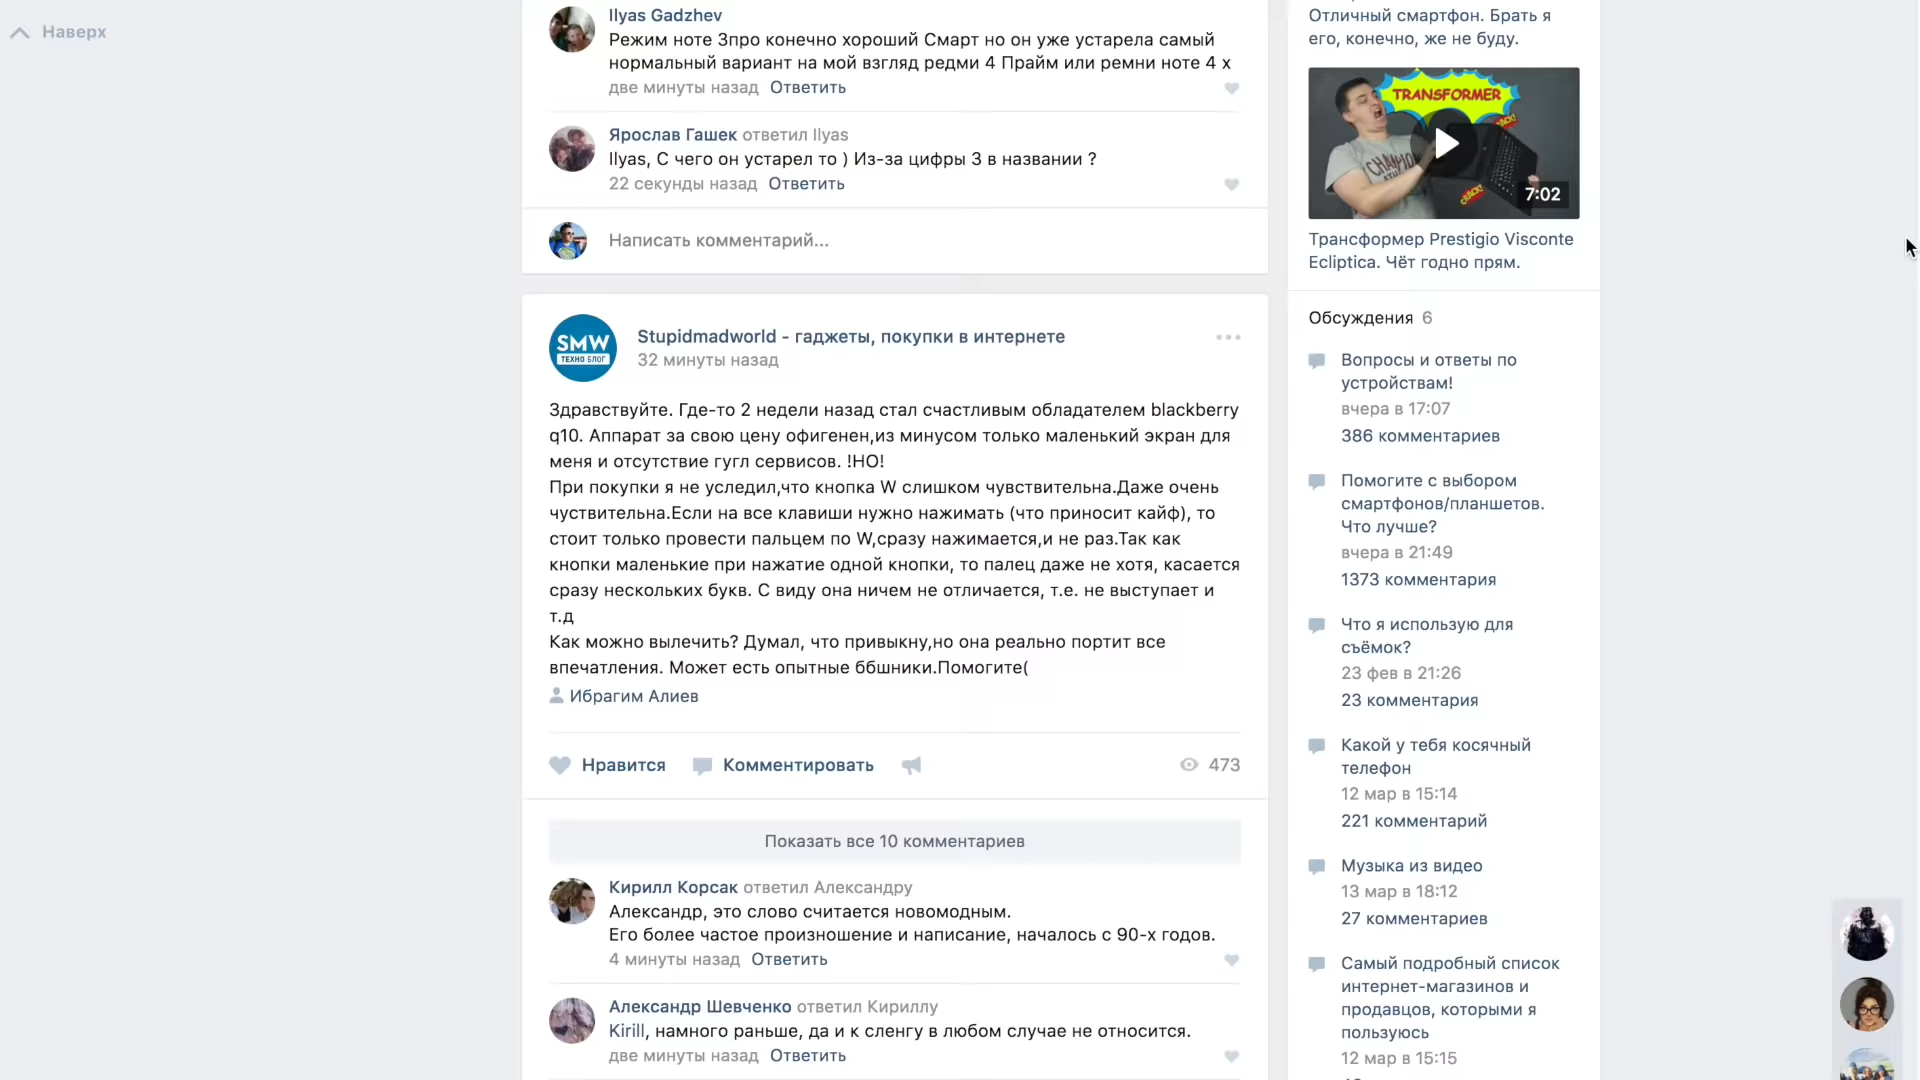 Наверх
Ilyas Gadzhev
Режим ноте 3про конечно хороший Смарт но он уже устарела самый
нормальный вариант на мой взгляд редми 4 Прайм или ремни ноте 4 х
две минуты назад Ответить
Ярослав Гашек ответил Ilyas
Ilyas, С чего он устарел то ) Из-за цифры 3 в названии ?
22 секунды назад Ответить
Написать комментарий...
SMW
ТЕХНО БЛОГ
Stupidmadworld - гаджеты, покупки в интернете
32 минуты назад
Здравствуйте. Где-то 2 недели назад стал счастливым обладателем blackberry
q10. Аппарат за свою цену офигенен,из минусом только маленький экран для
меня и отсутствие гугл сервисов. !НО!
При покупки я не уследил,что кнопка W слишком чувствительна.Даже очень
чуствительна.Если на все клавиши нужно нажимать (что приносит кайф), то
стоит только провести пальцем по W,сразу нажимается,и не раз.Так как
кнопки маленькие при нажатие одной кнопки, то палец даже не хотя, касается
сразу нескольких букв. С виду она ничем не отличается, т.е. не выступает и
т.д
Как можно вылечить? Думал, что привыкну,но она реально портит все
впечатления. Может есть опытные ббшники.Помогите(
Ибрагим Алиев
Нравится Комментировать 473
Показать все 10 комментариев
Кирилл Корсак ответил Александру
Александр, это слово считается новомодным.
Его более частое произношение и написание, началось с 90-х годов.
4 минуты назад Ответить
Александр Шевченко ответил Кириллу
Kirill, намного раньше, да и к сленгу в любом случае не относится.
две минуты назад Ответить
Отличный смартфон. Брать я
его, конечно, же не буду.
TRANSFORMER
CRACK!
CHAMPION
CRACK!
7:02
Трансформер Prestigio Visconte
Ecliptica. Чёт годно прям.
Обсуждения 6
Вопросы и ответы по
устройствам!
вчера в 17:07
386 комментариев
Помогите с выбором
смартфонов/планшетов.
Что лучше?
вчера в 21:49
1373 комментария
Что я использую для
съёмок?
23 фев в 21:26
23 комментария
Какой у тебя косячный
телефон
12 мар в 15:14
221 комментарий
Музыка из видео
13 мар в 18:12
27 комментариев
Самый подробный список
интернет-магазинов и
продавцов, которыми я
пользуюсь
12 мар в 15:15